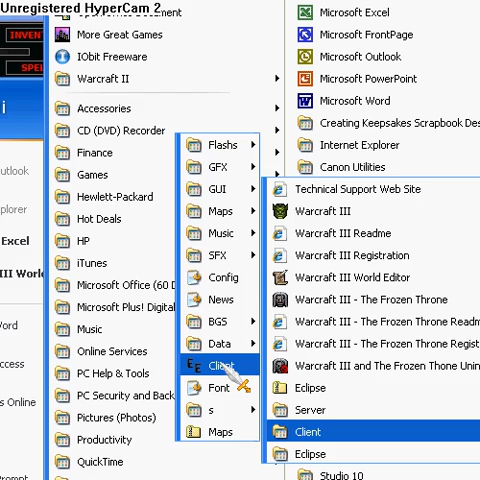 Unregistered HyperCam 2
More Great Games
IObit Freeware
Warcraft II
Accessories
CD (DVD) Recorder
Finance
Games
Hewlett-Packard
Hot Deals
HP
iTunes
Microsoft Office (60 D
Microsoft Plus! Digital
Music
Online Services
PC Help & Tools
PC Security and Back
Pictures (Photos)
Productivity
QuickTime
INVENT
SPEL
i
utlook
plorer
Excel
III World
ord
ccess
s Online
rompt
Flashs
GFX
GUI
Maps
Music
SFX
Config
News
BGS
Data
Client
Font
s
Maps
Microsoft Excel
Microsoft FrontPage
Microsoft Outlook
Microsoft PowerPoint
Microsoft Word
Creating Keepsakes Scrapbook Des
Internet Explorer
Canon Utilities
Technical Support Web Site
Warcraft III
Warcraft III Readme
Warcraft III Registration
Warcraft III World Editor
Warcraft III - The Frozen Throne
Warcraft III - The Frozen Throne Readm
Warcraft III - The Frozen Throne Regist
Warcraft III and The Frozen Thone Unin
Eclipse
Server
Client
Eclipse
Studio 10